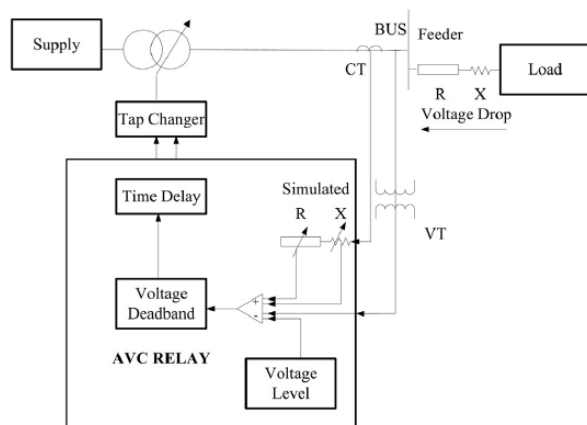 Supply
BUS
Feeder
CT
Load
R X
Voltage Drop
Tap Changer
Time Delay
Simulated
R X
VT
+
-
Voltage
Deadband
AVC RELAY
Voltage
Level